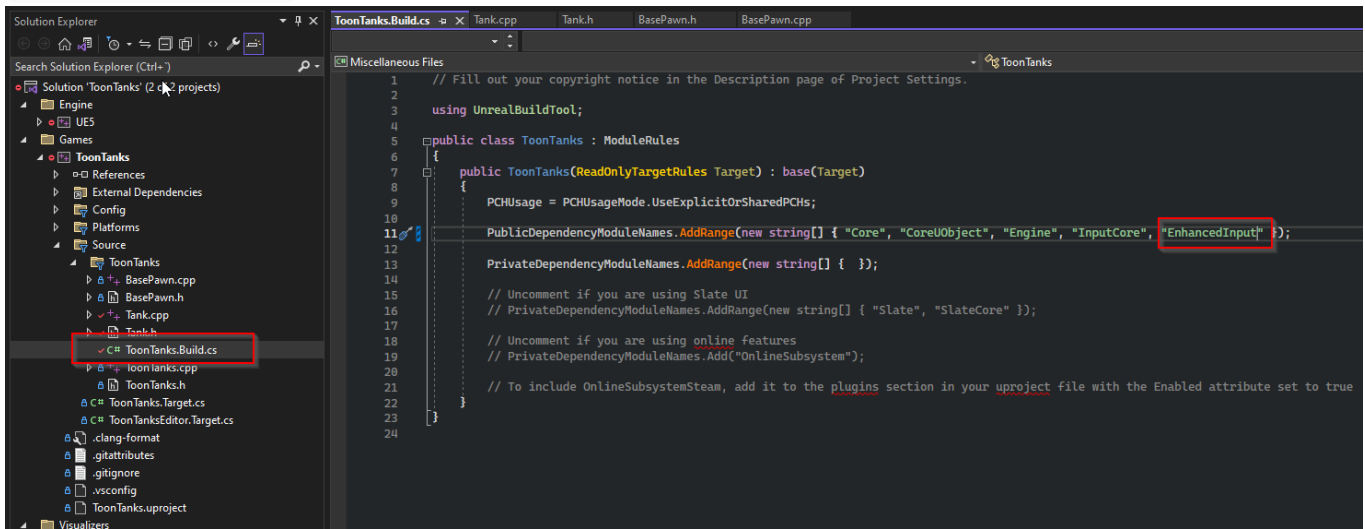 Solution Explorer
Search Solution Explorer (Ctrl+¨)
Solution 'ToonTanks' (2 of 2 projects)
Engine
UE5
Games
ToonTanks
References
External Dependencies
Config
Platforms
Source
ToonTanks
BasePawn.cpp
BasePawn.h
Tank.cpp
Tank.h
ToonTanks.Build.cs
ToonTanks.cpp
ToonTanks.h
ToonTanks.Target.cs
ToonTanksEditor.Target.cs
.clang-format
.gitattributes
.gitignore
.vsconfig
ToonTanks.uproject
Visualizers
ToonTanks.Build.cs Tank.cpp Tank.h BasePawn.h BasePawn.cpp
C# Miscellaneous Files ToonTanks
1 // Fill out your copyright notice in the Description page of Project Settings.
2
3 using UnrealBuildTool;
4
5 public class ToonTanks : ModuleRules
6 {
7 public ToonTanks(ReadOnlyTargetRules Target) : base(Target)
8 {
9 PCHUsage = PCHUsageMode.UseExplicitOrSharedPCHs;
10
11 PublicDependencyModuleNames.AddRange(new string[] { "Core", "CoreUObject", "Engine", "InputCore", "EnhancedInput" });
12
13 PrivateDependencyModuleNames.AddRange(new string[] {  });
14
15 // Uncomment if you are using Slate UI
16 // PrivateDependencyModuleNames.AddRange(new string[] { "Slate", "SlateCore" });
17
18 // Uncomment if you are using online features
19 // PrivateDependencyModuleNames.Add("OnlineSubsystem");
20
21 // To include OnlineSubsystemSteam, add it to the plugins section in your uproject file with the Enabled attribute set to true
22 }
23 }
24